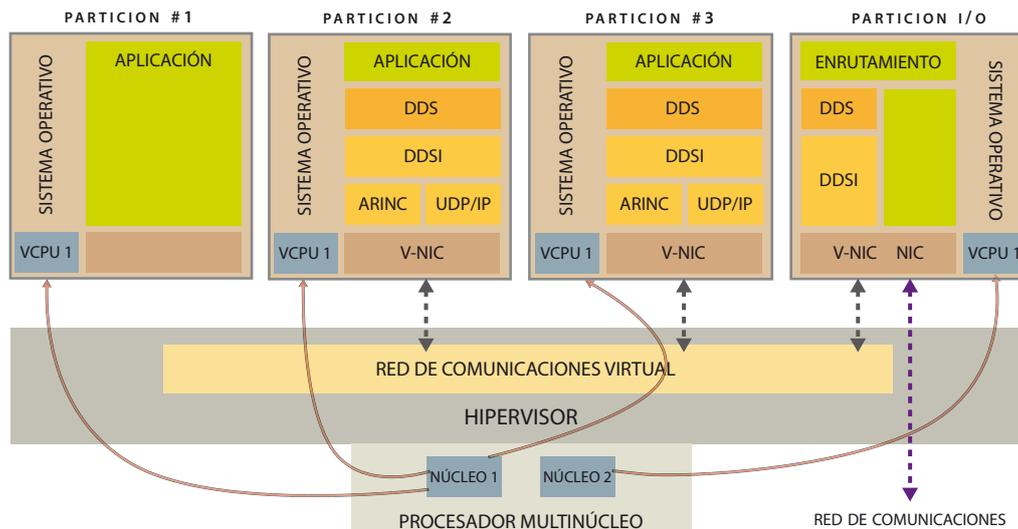 PARTICION #1
SISTEMA OPERATIVO
APLICACIÓN
VCPU 1
PARTICION #2
SISTEMA OPERATIVO
APLICACIÓN
DDS
DDSI
ARINC
UDP/IP
VCPU 1
V-NIC
PARTICION #3
SISTEMA OPERATIVO
APLICACIÓN
DDS
DDSI
ARINC
UDP/IP
VCPU 1
V-NIC
PARTICION I/O
ENRUTAMIENTO
DDS
DDSI
SISTEMA OPERATIVO
V-NIC
NIC
VCPU 1
RED DE COMUNICACIONES VIRTUAL
HIPERVISOR
NÚCLEO 1
NÚCLEO 2
PROCESADOR MULTINÚCLEO
RED DE COMUNICACIONES